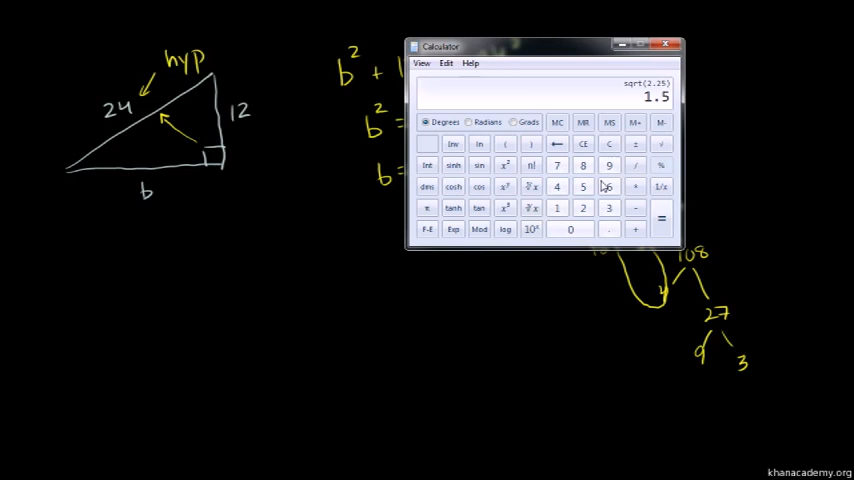 hyp
24
12
b
b² + 1
b² =
b =
Calculator
View Edit Help
sqrt(2.25)
1.5
Degrees Radians Grads MC MR MS M+ M-
Inv ln ( ) ← CE C ± √
Int sinh sin x² n! 7 8 9 / %
dms cosh cos xʸ ʸ√x 4 5 6 * 1/x
π tanh tan x³ ³√x 1 2 3 - =
F-E Exp Mod log 10ˣ 0 . +
108
4
27
9
3
khanacademy.org